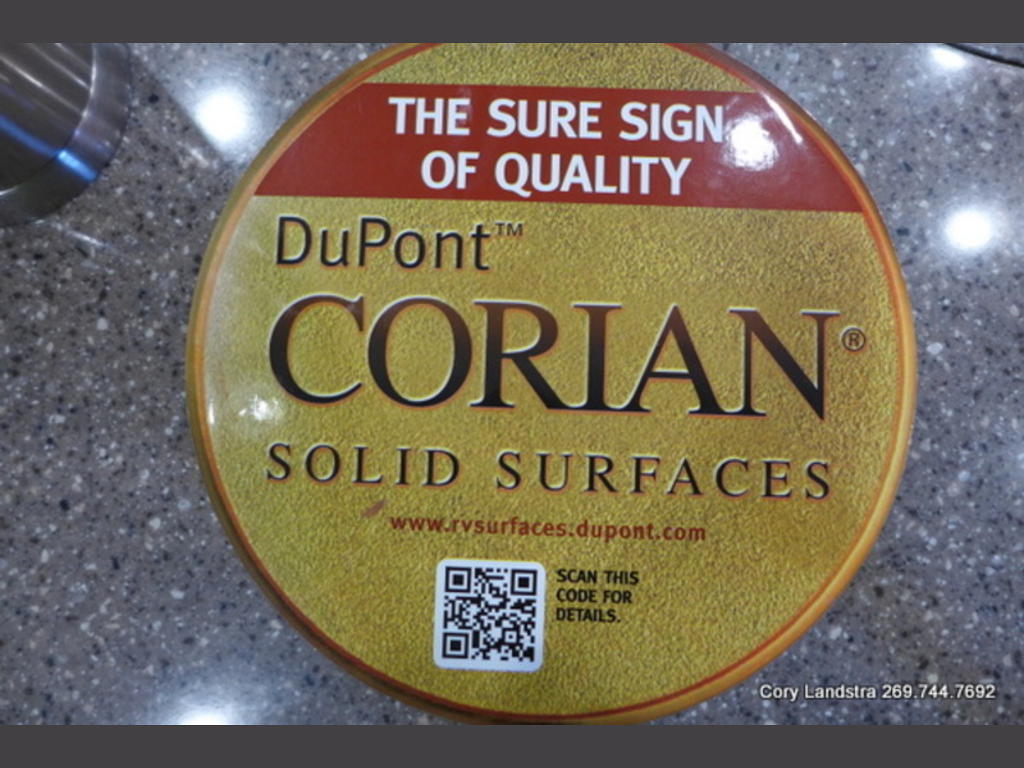 THE SURE SIGN
OF QUALITY
DuPont™
CORIAN®
SOLID SURFACES
www.rvsurfaces.dupont.com
SCAN THIS
CODE FOR
DETAILS.
Cory Landstra 269.744.7692